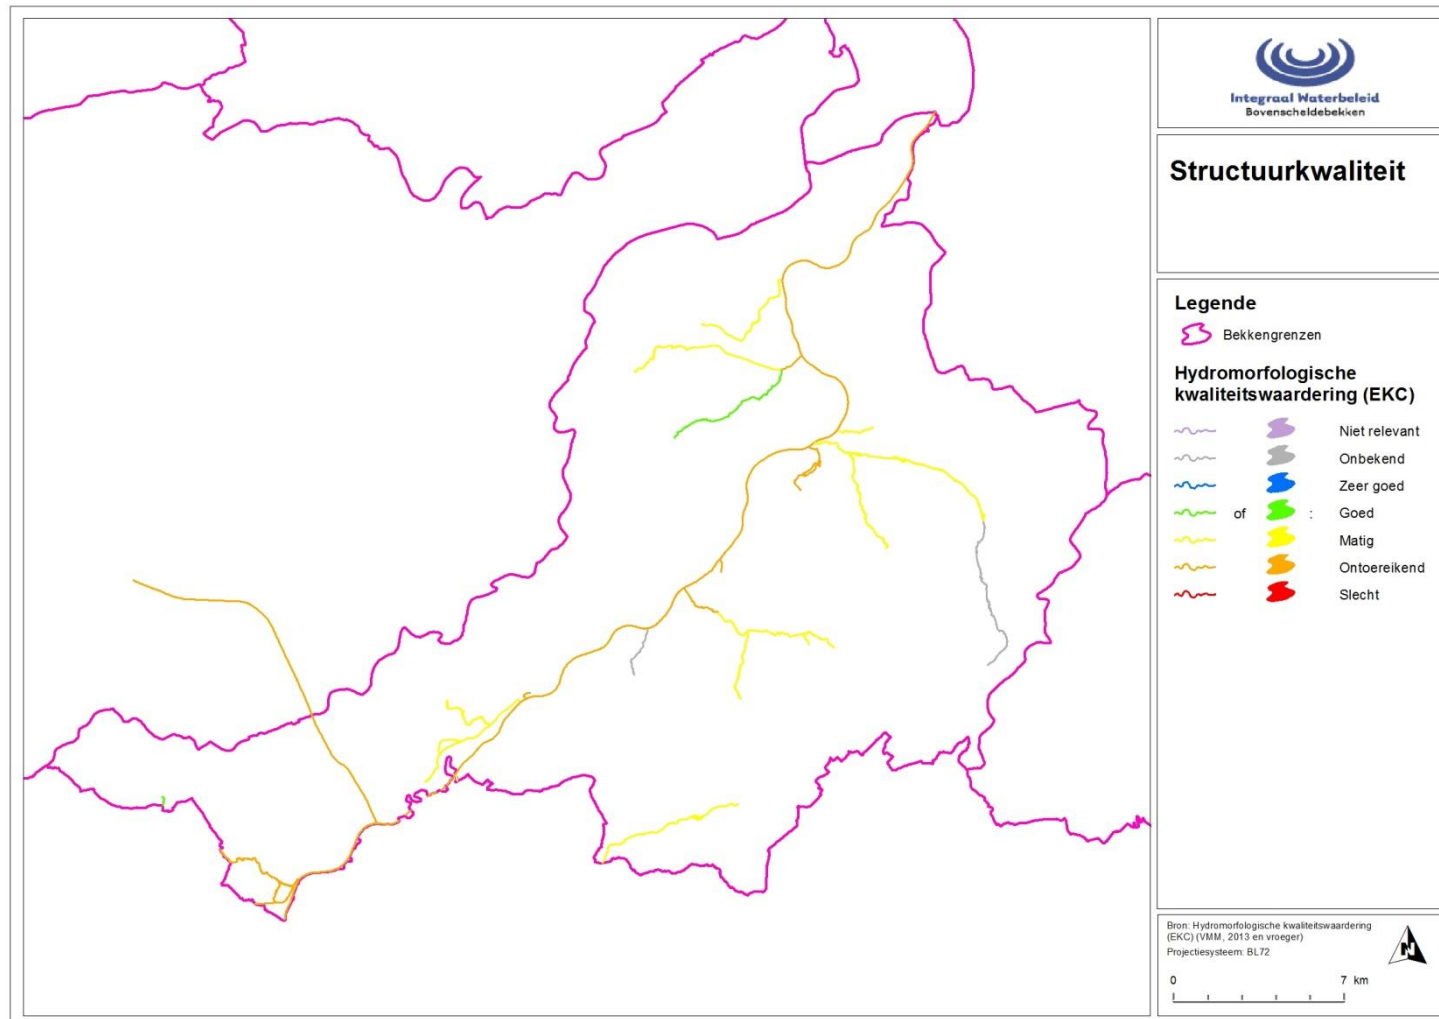 Integraal Waterbeleid
Bovenscheldebekken
Structuurkwaliteit
Legende
Bekkengrenzen
Hydromorfologische
kwaliteitswaardering (EKC)
Niet relevant
Onbekend
Zeer goed
of : Goed
Matig
Ontoereikend
Slecht
Bron: Hydromorfologische kwaliteitswaardering
(EKC) (VMM, 2013 en vroeger)
Projectiesysteem: BL72
N
0 7 km